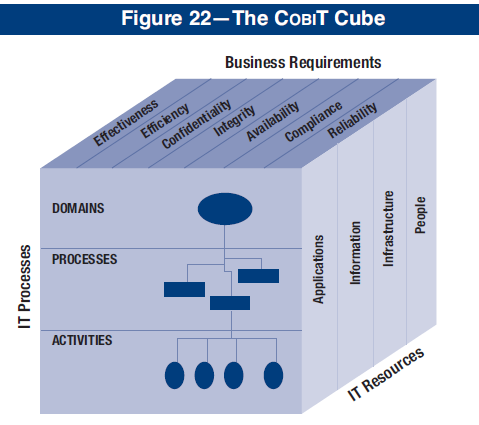 Figure 22—The COBIT Cube
Business Requirements
Effectiveness
Efficiency
Confidentiality
Integrity
Availability
Compliance
Reliability
DOMAINS
PROCESSES
ACTIVITIES
IT Processes
Applications
Information
Infrastructure
People
IT Resources